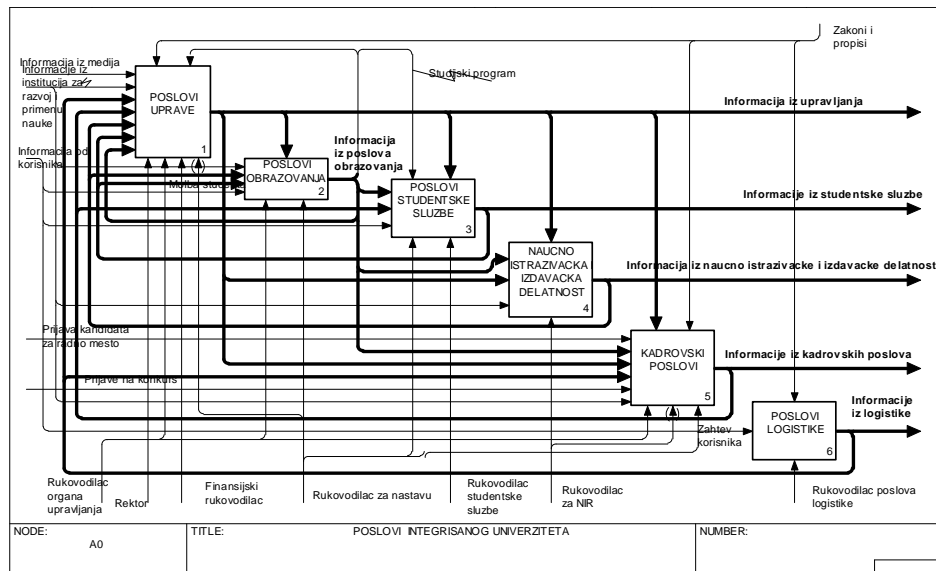 Zakoni i
propisi
Informacija iz medija
Informacije iz
institucija za
razvoj i
primenu
nauke
Studijski program
POSLOVI
UPRAVE
1
Informacija iz upravljanja
Informacija
iz poslova
obrazovanja
Informacija od
korisnika
Molba studenta
POSLOVI
OBRAZOVANJA
2
POSLOVI
STUDENTSKE
SLUZBE
3
Informacije iz studentske sluzbe
NAUCNO
ISTRAZIVACKA I
IZDAVACKA
DELATNOST
4
Informacija iz naucno istrazivacke i izdavacke delatnost
Prijava kandidata
za radno mesto
KADROVSKI
POSLOVI
5
Informacije iz kadrovskih poslova
Prijave na konkurs
Informacije
iz logistike
POSLOVI
LOGISTIKE
6
Zahtev
korisnika
Rukovodilac
organa
upravljanja
Rektor
Finansijski
rukovodilac
Rukovodilac za nastavu
Rukovodilac
studentske
sluzbe
Rukovodilac
za NIR
Rukovodilac poslova
logistike
NODE:
A0
TITLE:
POSLOVI INTEGRISANOG UNIVERZITETA
NUMBER: